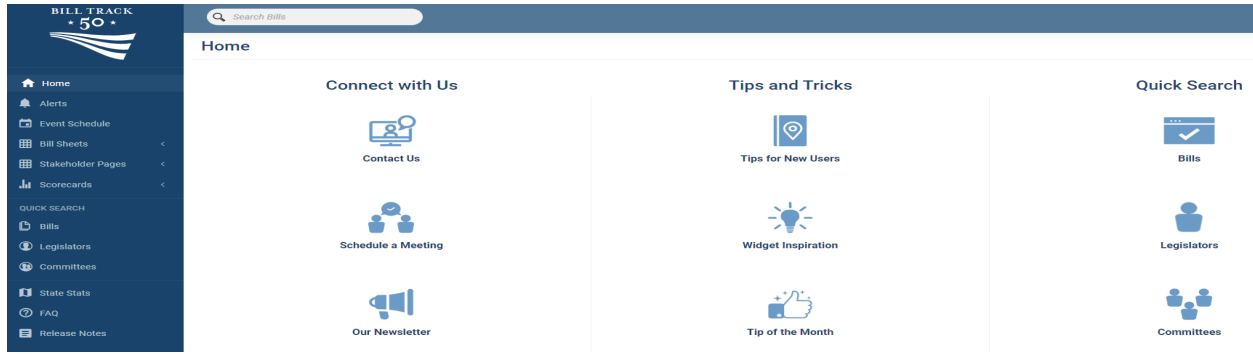 BILL TRACK
★ 50 ★
Home
Alerts
Event Schedule
Bill Sheets <
Stakeholder Pages <
Scorecards <
QUICK SEARCH
Bills
Legislators
Committees
State Stats
FAQ
Release Notes
Search Bills
Home
Connect with Us
Contact Us
Schedule a Meeting
Our Newsletter
Tips and Tricks
Tips for New Users
Widget Inspiration
Tip of the Month
Quick Search
Bills
Legislators
Committees